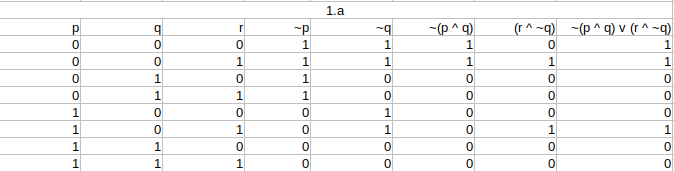 1.a
p q r ~p ~q ~(p ^ q) (r ^ ~q) ~(p ^ q) v (r ^ ~q)
0 0 0 1 1 1 0 1
0 0 1 1 1 1 1 1
0 1 0 1 0 0 0 0
0 1 1 1 0 0 0 0
1 0 0 0 1 0 0 0
1 0 1 0 1 0 1 1
1 1 0 0 0 0 0 0
1 1 1 0 0 0 0 0